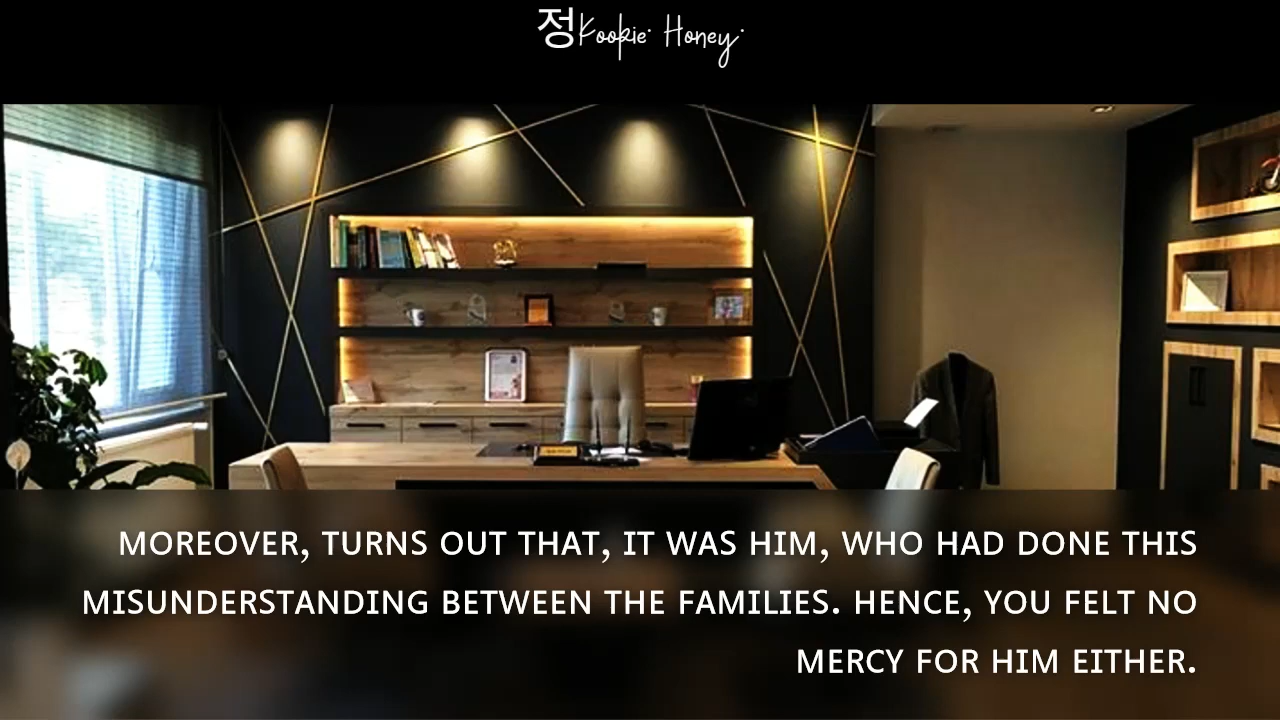 정Kookie Honey
MOREOVER, TURNS OUT THAT, IT WAS HIM, WHO HAD DONE THIS
MISUNDERSTANDING BETWEEN THE FAMILIES. HENCE, YOU FELT NO
MERCY FOR HIM EITHER.